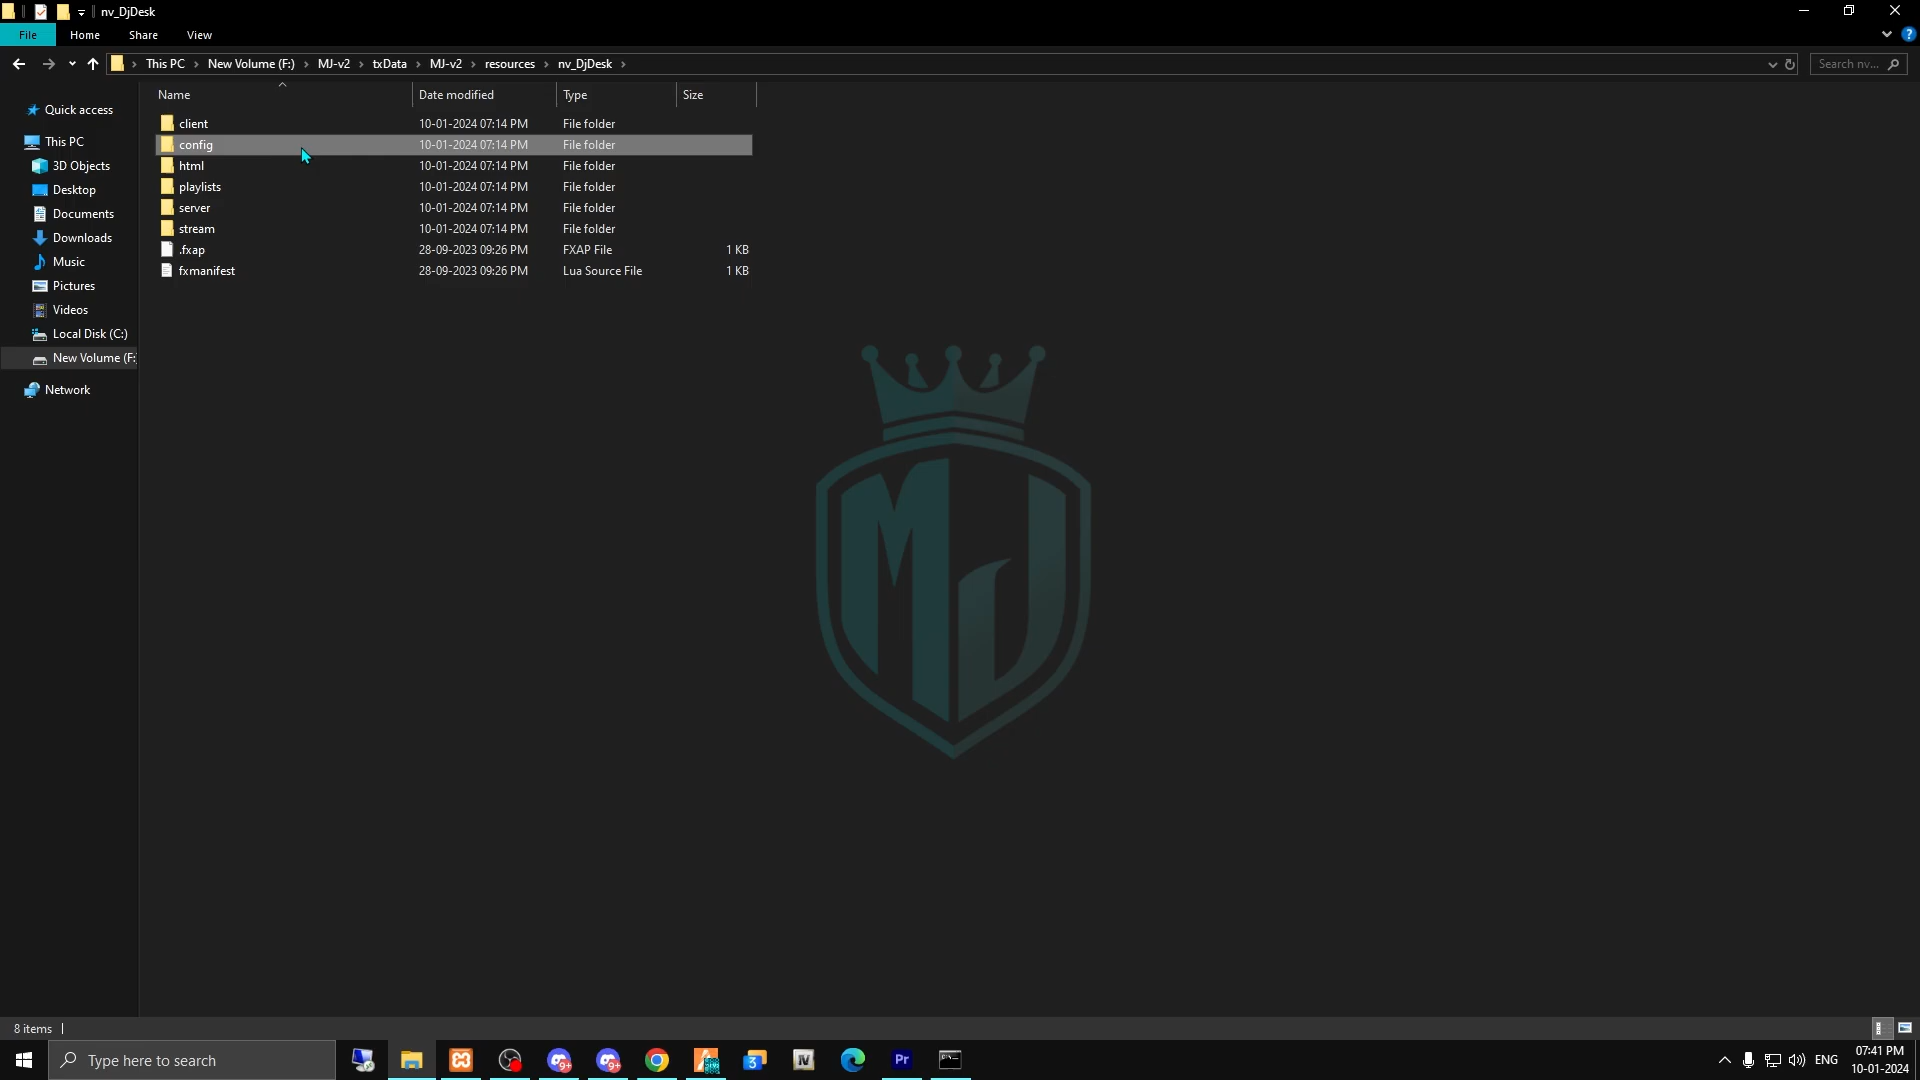 nv_DjDesk
File Home Share View
This PC New Volume (F:) MJ-v2 txData MJ-v2 resources nv_DjDesk
Search nv...
Name Date modified Type Size
client 10-01-2024 07:14 PM File folder
config 10-01-2024 07:14 PM File folder
html 10-01-2024 07:14 PM File folder
playlists 10-01-2024 07:14 PM File folder
server 10-01-2024 07:14 PM File folder
stream 10-01-2024 07:14 PM File folder
.fxap 28-09-2023 09:26 PM FXAP File 1 KB
fxmanifest 28-09-2023 09:26 PM Lua Source File 1 KB
Quick access
This PC
3D Objects
Desktop
Documents
Downloads
Music
Pictures
Videos
Local Disk (C:)
New Volume (F:
Network
MJ
8 items
Type here to search
9+
9+
3
IV
Pr
ENG
07:41 PM
10-01-2024